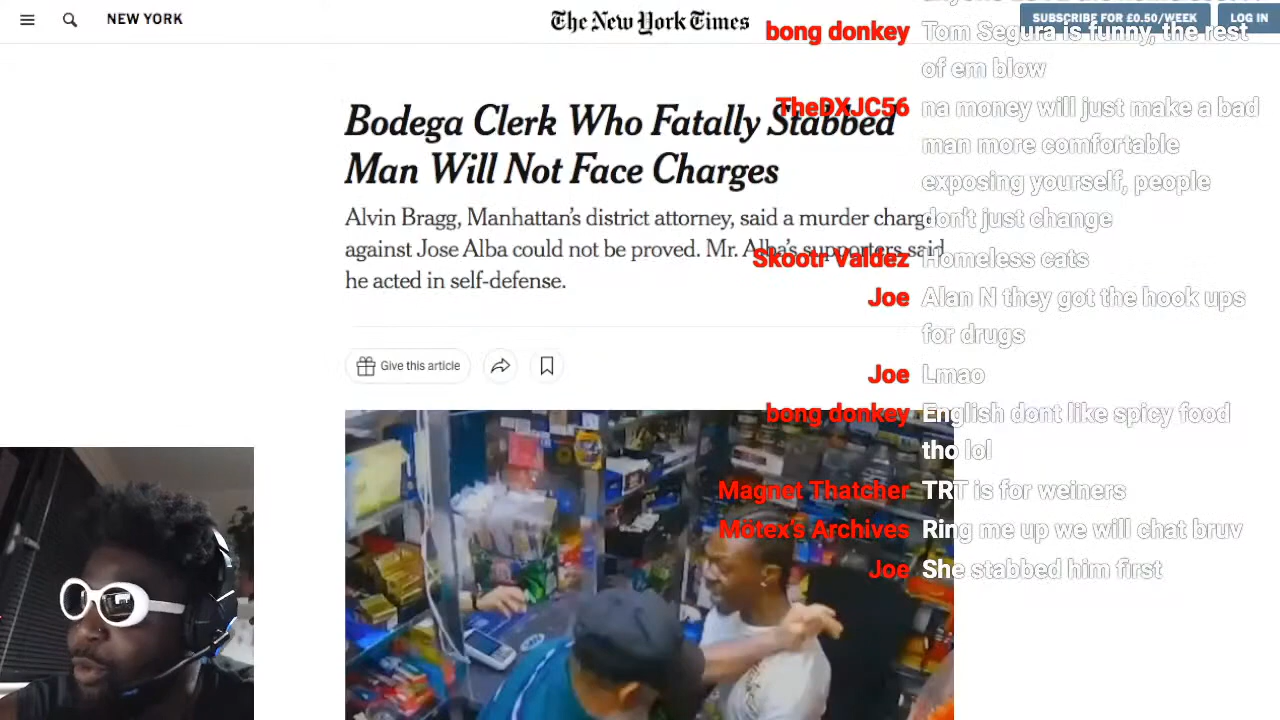 NEW YORK
The New York Times
SUBSCRIBE FOR £0.50/WEEK
LOG IN
Bodega Clerk Who Fatally Stabbed
Man Will Not Face Charges
Alvin Bragg, Manhattan's district attorney, said a murder charge
against Jose Alba could not be proved. Mr. Alba's supporters said
he acted in self-defense.
Give this article
bong donkey Tom Segura is funny, the rest
of em blow
TheDXJC56 na money will just make a bad
man more comfortable
exposing yourself, people
don't just change
Skootr Valdez Homeless cats
Joe Alan N they got the hook ups
for drugs
Joe Lmao
bong donkey English dont like spicy food
tho lol
Magnet Thatcher TRT is for weiners
Mötex's Archives Ring me up we will chat bruv
Joe She stabbed him first